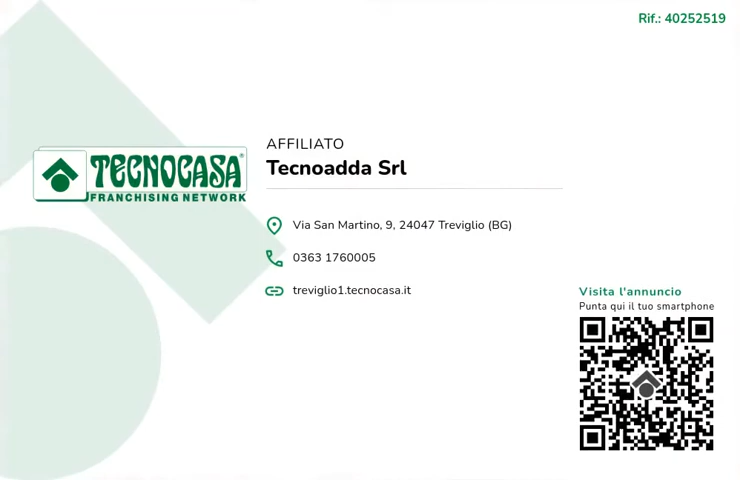 Rif.: 40252519
TECNOCASA®
FRANCHISING NETWORK
AFFILIATO
Tecnoadda Srl
Via San Martino, 9, 24047 Treviglio (BG)
0363 1760005
treviglio1.tecnocasa.it
Visita l'annuncio
Punta qui il tuo smartphone